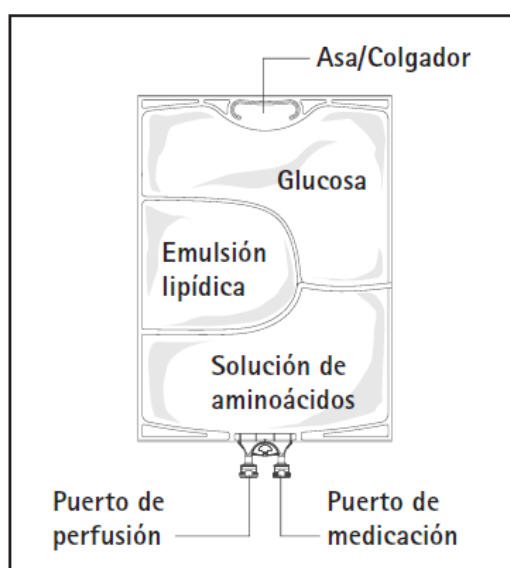 Asa/Colgador
Glucosa
Emulsión
lipídica
Solución de
aminoácidos
Puerto de
perfusión
Puerto de
medicación